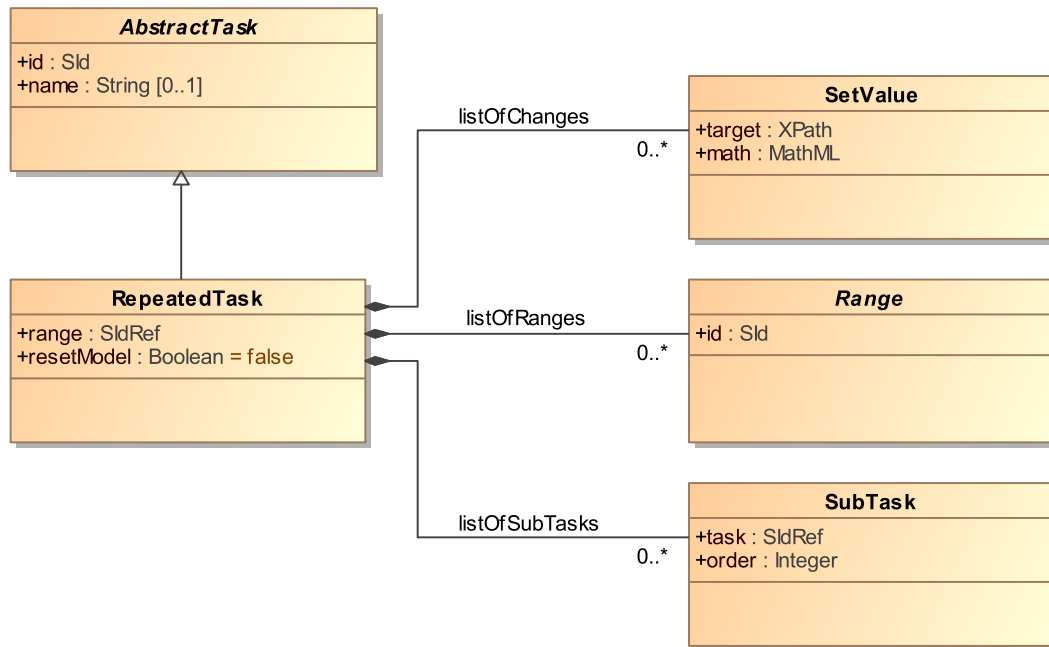 AbstractTask
+id : SId
+name : String [0..1]
listOfChanges
0..*
SetValue
+target : XPath
+math : MathML
RepeatedTask
+range : SIdRef
+resetModel : Boolean = false
listOfRanges
0..*
Range
+id : SId
listOfSubTasks
0..*
SubTask
+task : SIdRef
+order : Integer